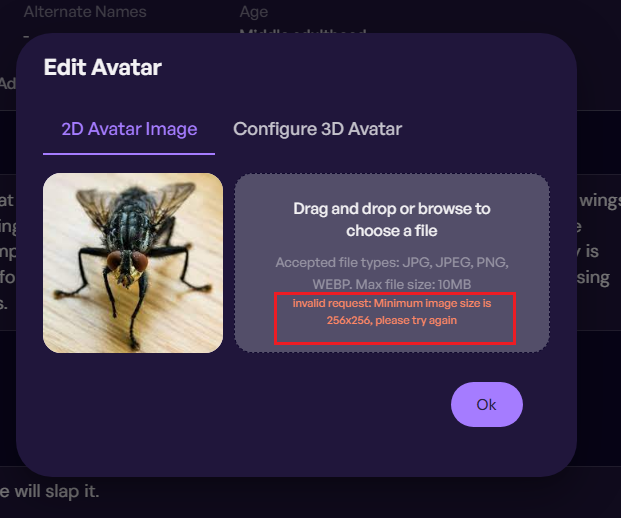 Alternate Names
Age
-
Middle adulthood
Ad
Edit Avatar
2D Avatar Image
Configure 3D Avatar
Drag and drop or browse to
choose a file
Accepted file types: JPG, JPEG, PNG,
WEBP. Max file size: 10MB
invalid request: Minimum image size is
256x256, please try again
Ok
at
wings
ing
e
mp
y is
fo
sing
s.
e will slap it.